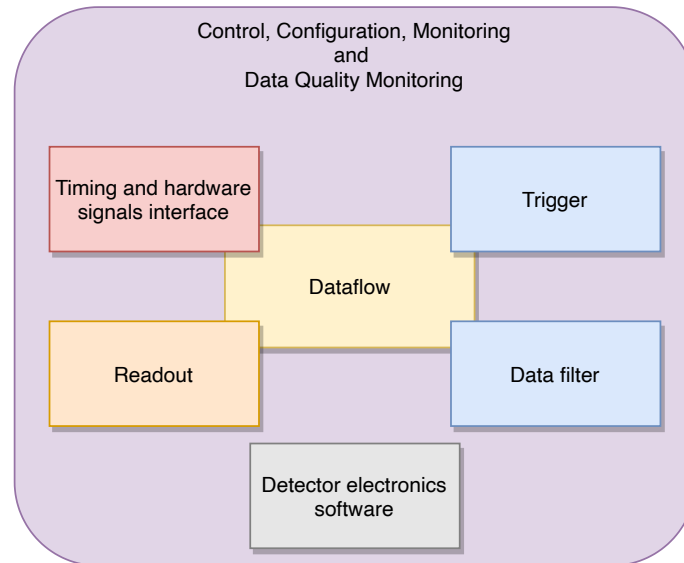 Control, Configuration, Monitoring
and
Data Quality Monitoring
Timing and hardware
signals interface
Trigger
Dataflow
Readout
Data filter
Detector electronics
software